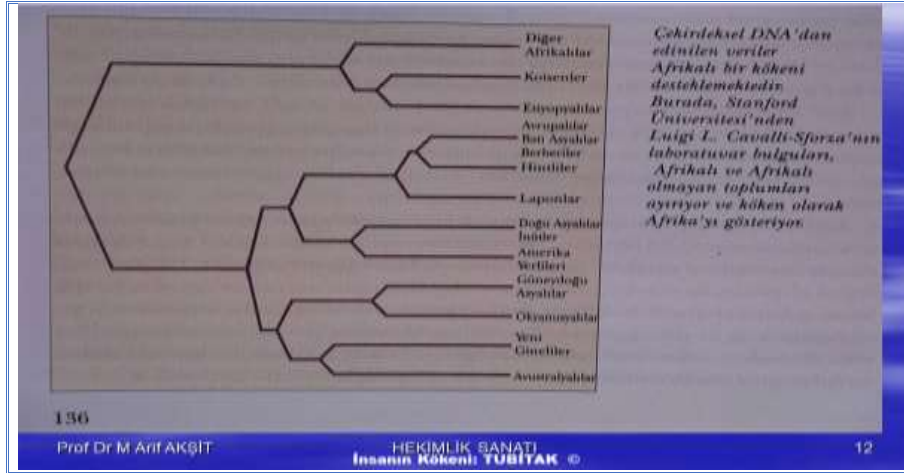 Diğer
Afrikalılar
Koisenler
Etiyopyalılar
Avrupalılar
Batı Asyalılar
Berberiler
Hintliler
Laponlar
Doğu Asyalılar
İnüler
Amerika
Yerlileri
Güneydoğu
Asyalılar
Okyanusyalılar
Yeni
Gineliler
Avustralyalılar
Çekirdeksel DNA'dan
edinilen veriler
Afrikalı bir kökeni
desteklemektedir.
Burada, Stanford
Üniversitesi'nden
Luigi L. Cavalli-Sforza'nın
laboratuvar bulguları,
Afrikalı ve Afrikalı
olmayan toplumları
ayırıyor ve köken olarak
Afrika'yı gösteriyor.
136
Prof Dr M Arif AKŞİT
HEKİMLİK SANATI
İnsanın Kökeni: TÜBİTAK ©
12